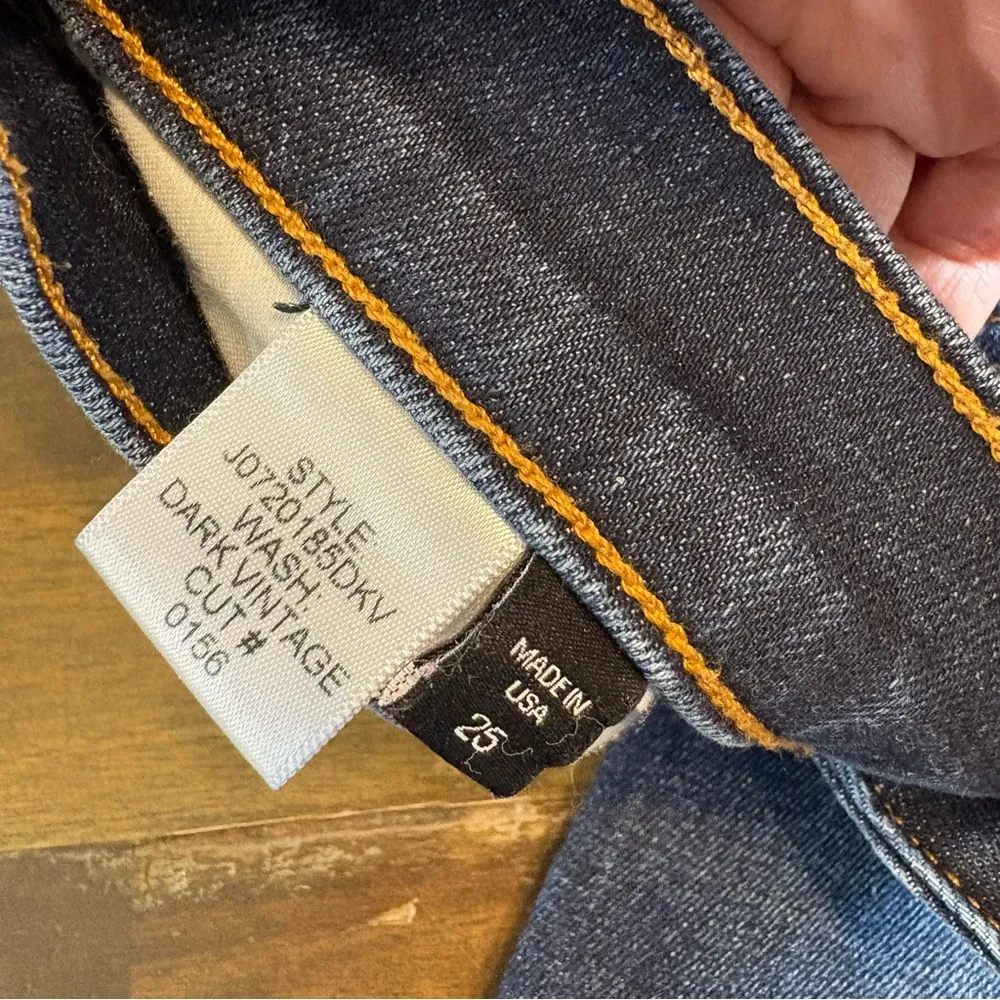 STYLE
J0720185DKV
WASH:
DARK VINTAGE
CUT #
0156
MADE IN
USA
25